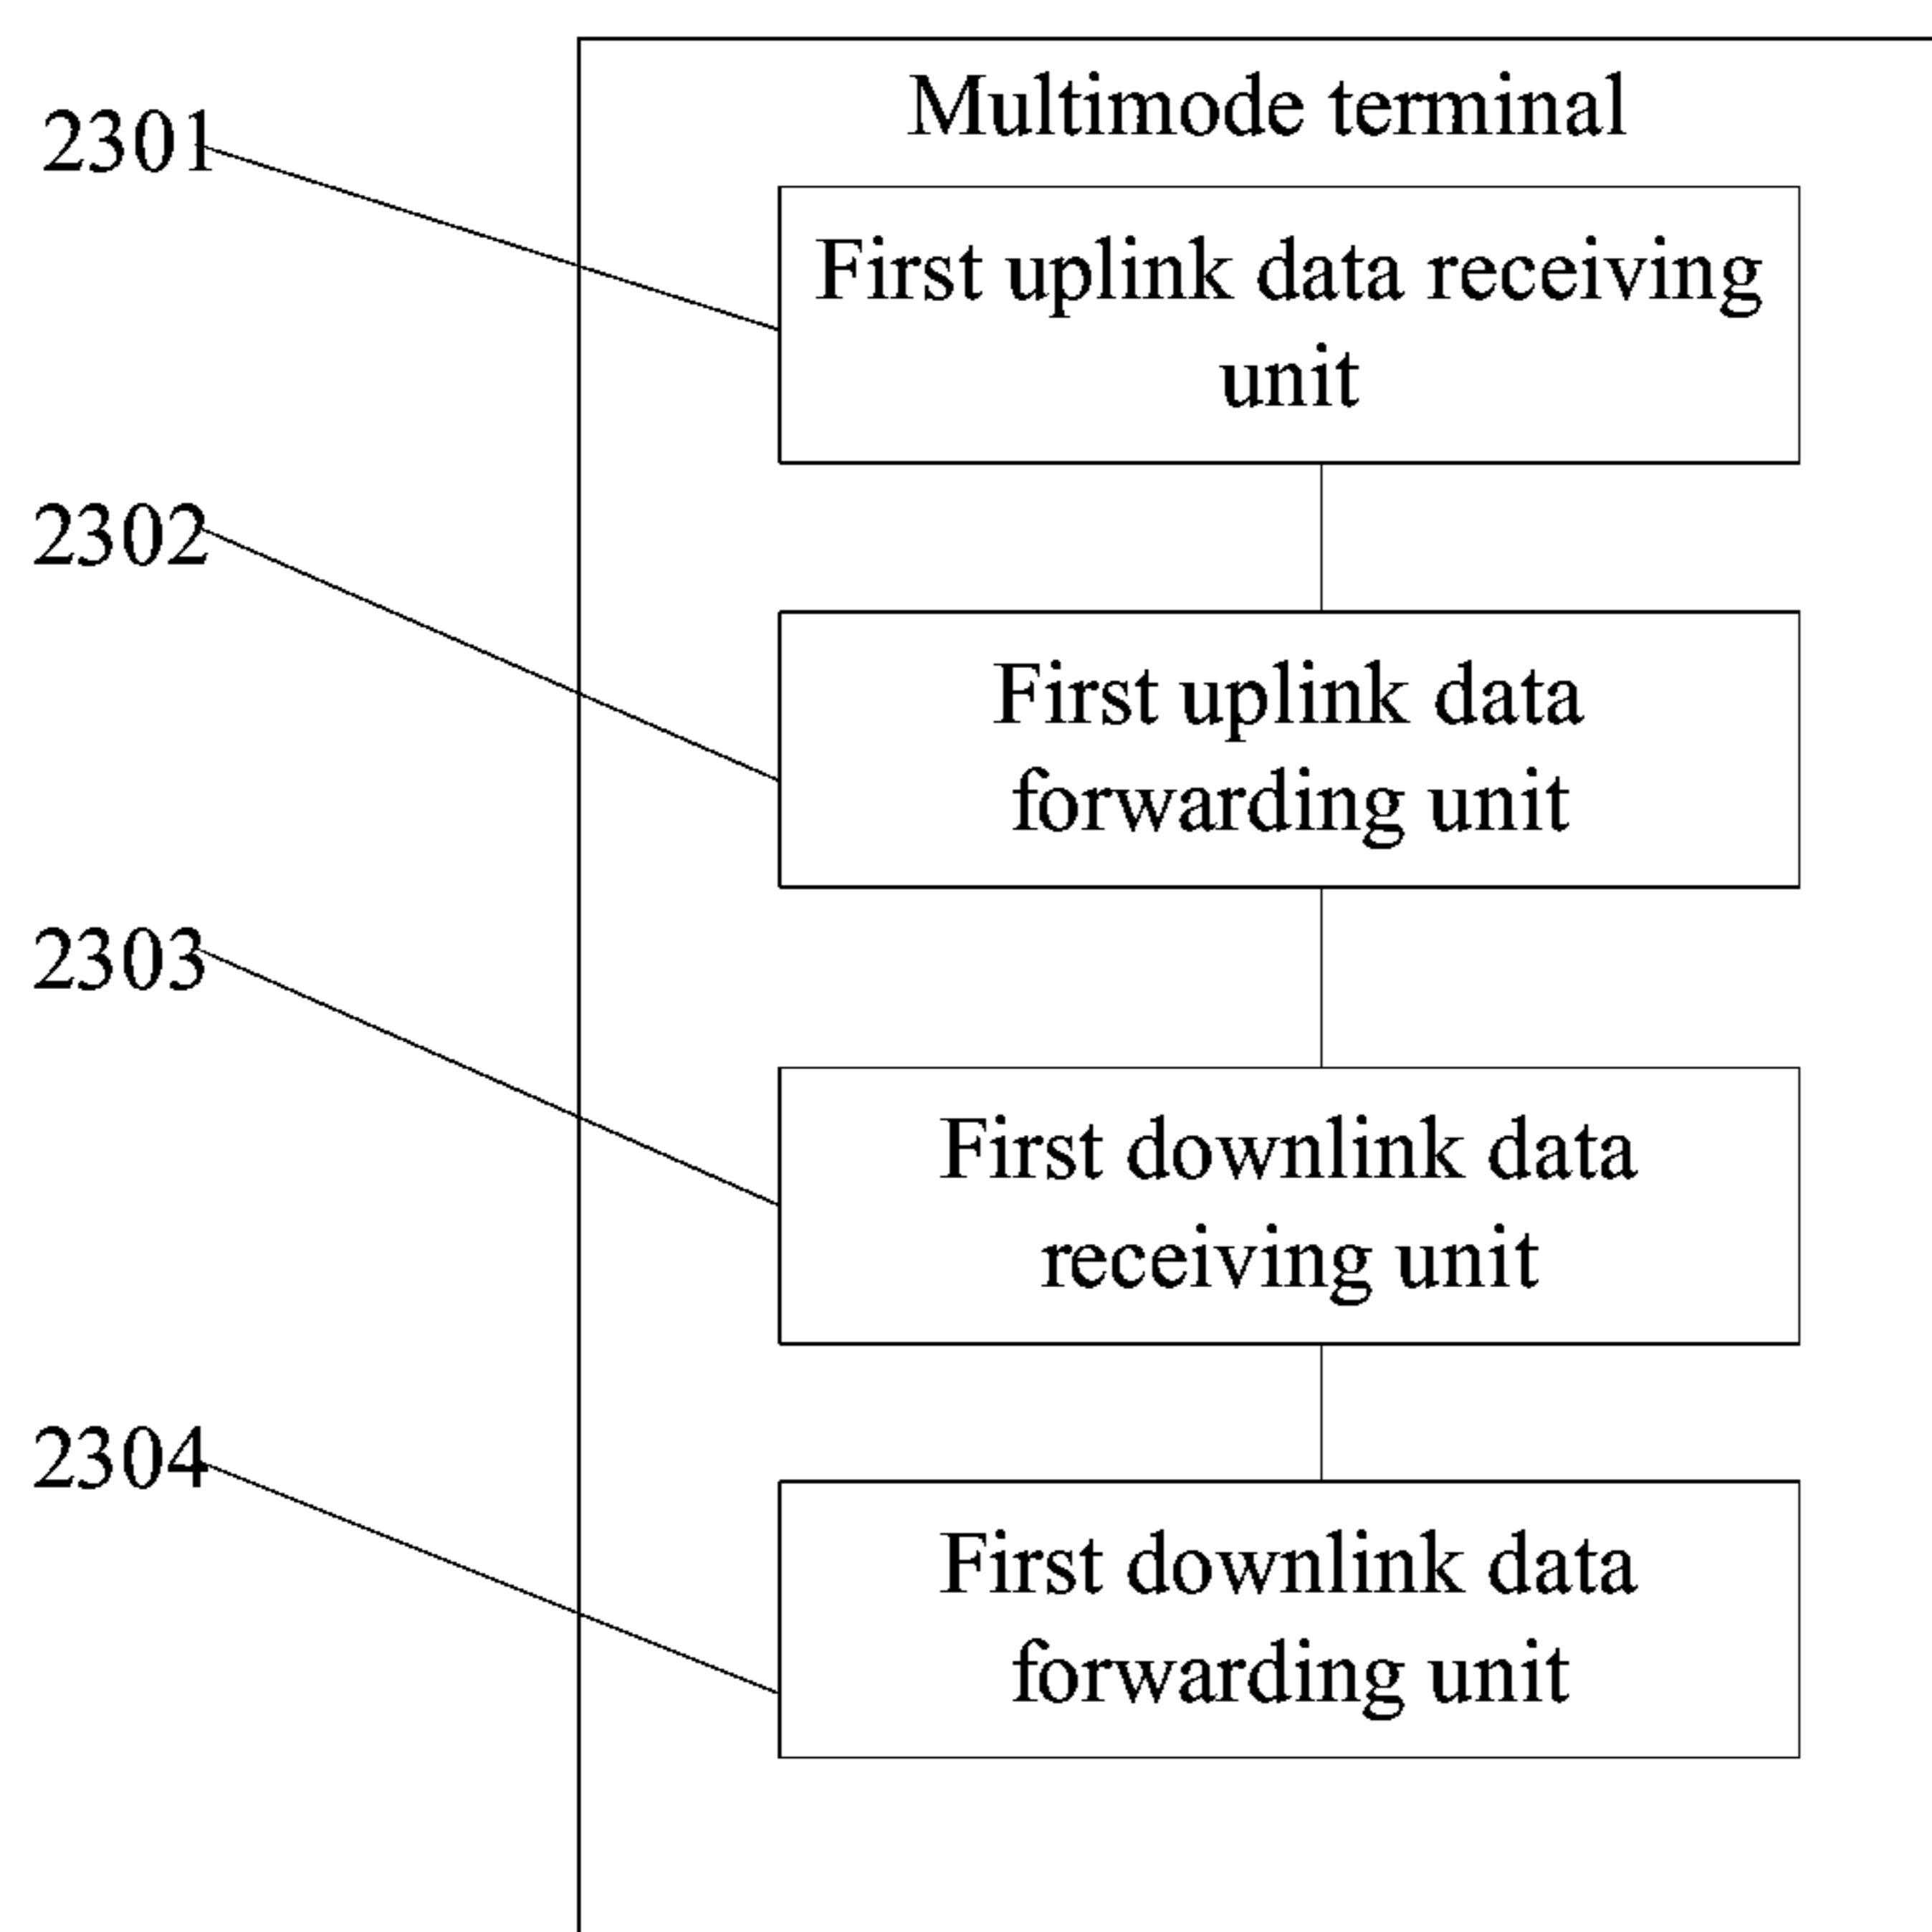 Multimode terminal
2301
First uplink data receiving
unit
2302
First uplink data
forwarding unit
2303
First downlink data
receiving unit
2304
First downlink data
forwarding unit